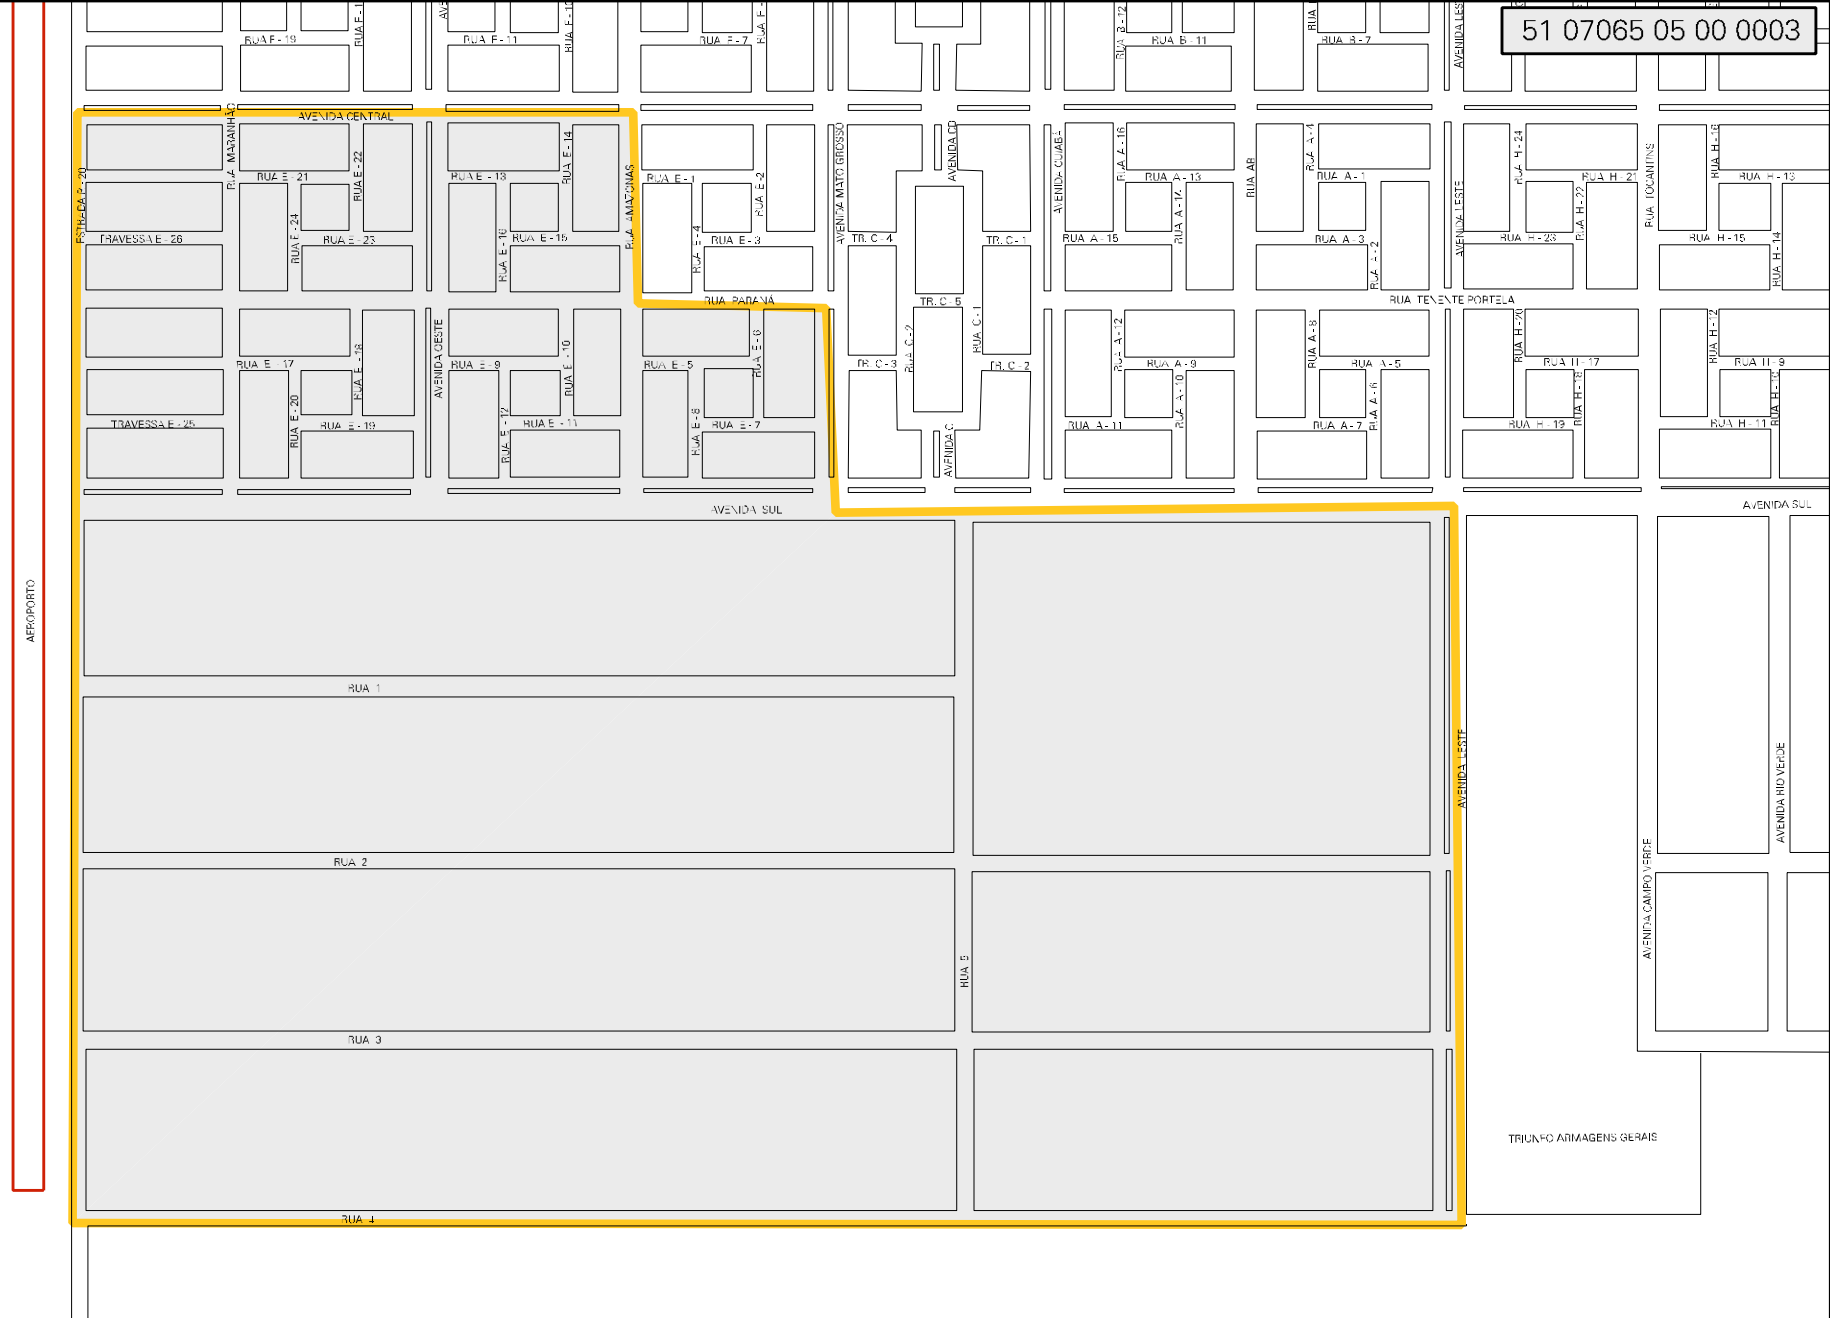 51 07065 05 00 0003
RUA F - 19
RUA F - 11
RUA F - 7
RUA B - 12
RUA B - 11
RUA B - 7
AVENIDA CENTRAL
ESTRADA P - 20
RUA MARANHÃO
RUA E - 21
RUA E - 22
RUA E - 13
RUA E - 14
RUA AMAZONAS
RUA E - 1
RUA E - 2
AVENIDA MATO GROSSO
AVENIDA CUIABÁ
RUA A - 16
RUA A - 13
RUA AB
RUA A - 4
RUA A - 1
RUA H - 24
RUA H - 21
RUA TOCANTINS
RUA H - 16
RUA H - 13
TRAVESSA E - 26
RUA E - 24
RUA E - 23
RUA E - 16
RUA E - 15
RUA E - 4
RUA E - 3
TR. C - 4
TR. C - 1
RUA A - 15
RUA A - 14
RUA A - 3
RUA A - 2
AVENIDA LESTE
RUA H - 23
RUA H - 22
RUA H - 15
RUA H - 14
RUA PARANÁ
TR. C - 5
RUA TENENTE PORTELA
RUA E - 17
RUA E - 18
AVENIDA OESTE
RUA E - 9
RUA E - 10
RUA E - 5
RUA E - 6
TR. C - 3
RUA C - 2
RUA C - 1
TR. C - 2
RUA A - 12
RUA A - 9
RUA A - 8
RUA A - 5
RUA H - 20
RUA H - 17
RUA H - 12
RUA H - 9
TRAVESSA E - 25
RUA E - 20
RUA E - 19
RUA E - 12
RUA E - 11
RUA E - 8
RUA E - 7
AVENIDA C
RUA A - 11
RUA A - 10
RUA A - 7
RUA A - 6
RUA H - 19
RUA H - 18
RUA H - 11
RUA H - 10
AVENIDA SUL
AVENIDA SUL
AEROPORTO
RUA 1
AVENIDA LESTE
AVENIDA RIO VERDE
RUA 2
AVENIDA CAMPO VERDE
RUA 5
RUA 3
TRIUNFO ARMAGENS GERAIS
RUA 4